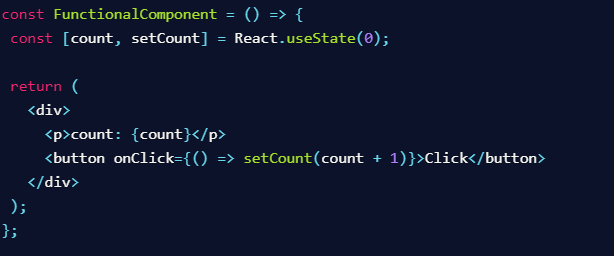 const FunctionalComponent = () => {
 const [count, setCount] = React.useState(0);

 return (
   <div>
     <p>count: {count}</p>
     <button onClick={() => setCount(count + 1)}>Click</button>
   </div>
 );
};